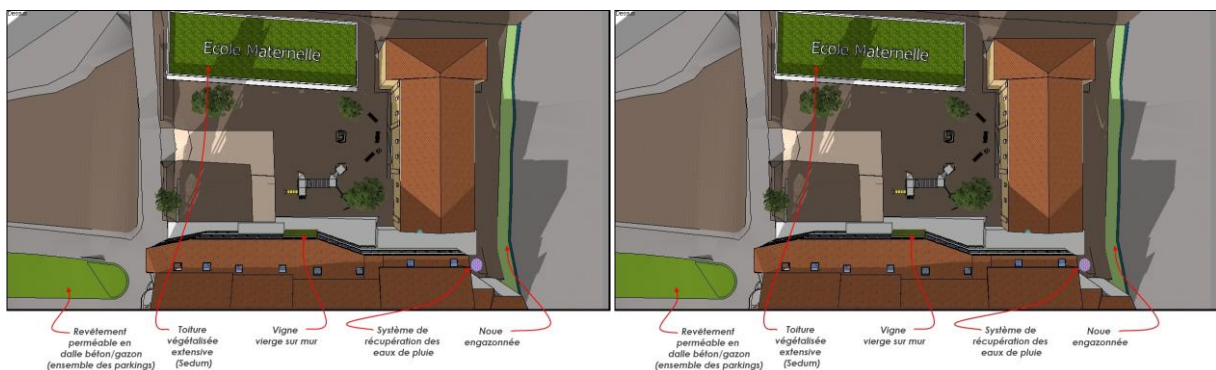 Dessus
Ecole Maternelle
Revêtement
perméable en
dalle béton/gazon
(ensemble des parkings)
Toiture
végétalisée
extensive
(Sedum)
Vigne
vierge sur mur
Système de
récupération des
eaux de pluie
Noue
engazonnée
Dessus
Ecole Maternelle
Revêtement
perméable en
dalle béton/gazon
(ensemble des parkings)
Toiture
végétalisée
extensive
(Sedum)
Vigne
vierge sur mur
Système de
récupération des
eaux de pluie
Noue
engazonnée